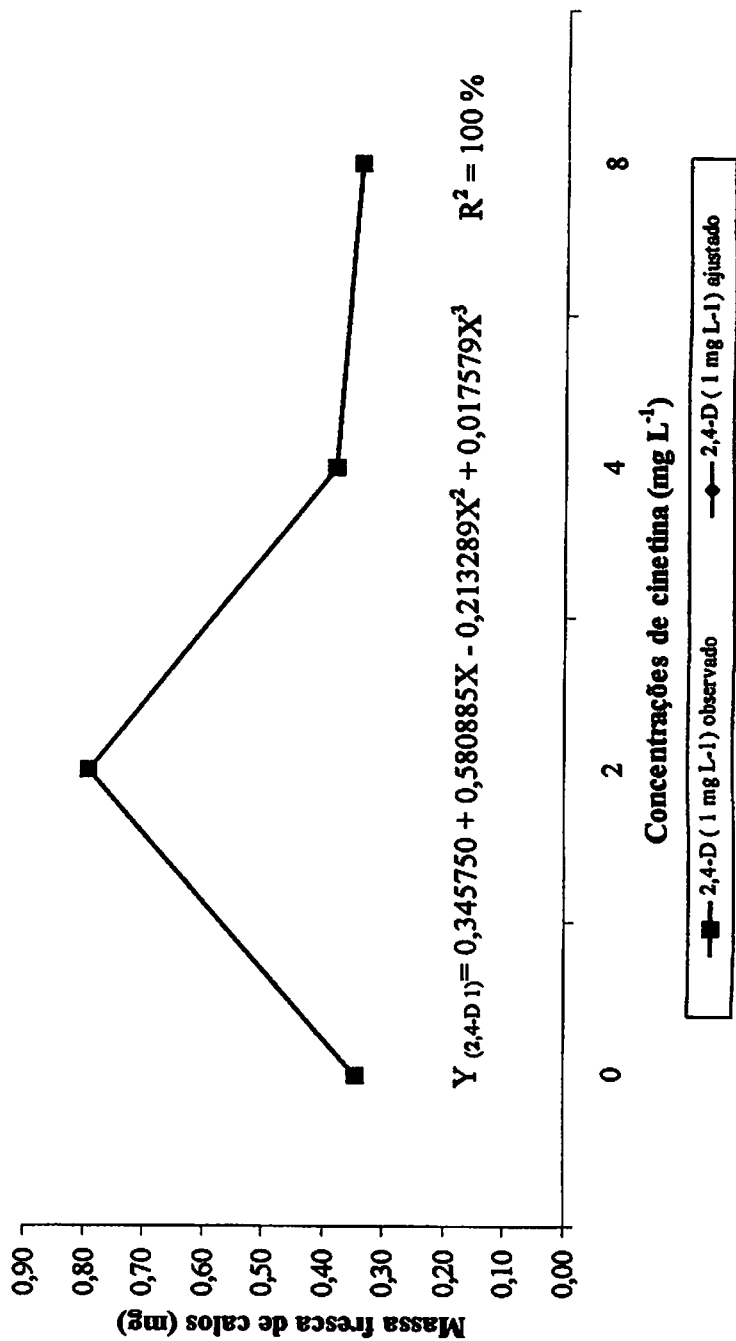 Massa fresca de calos (mg)
0,90
0,80
0,70
0,60
0,50
0,40
0,30
0,20
0,10
0,00
Y (2,4-D 1)= 0,345750 + 0,580885X - 0,213289X² + 0,017579X³ R² = 100 %
0 2 4 8
Concentrações de cinetina (mg L⁻¹)
2,4-D ( 1 mg L-1) observado 2,4-D ( 1 mg L-1) ajustado